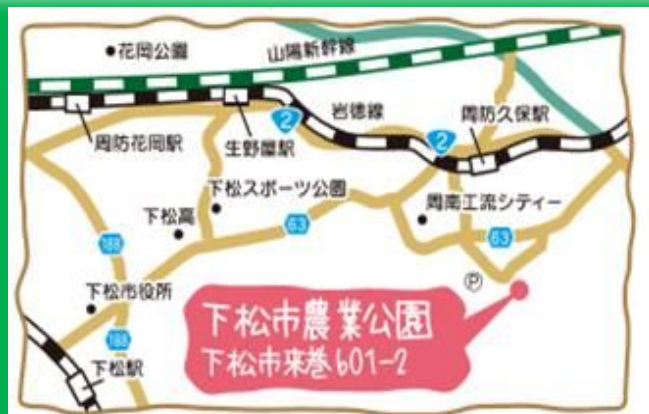 花岡公園
山陽新幹線
岩徳線
周防久保駅
周防花岡駅
2
生野屋駅
2
下松スポーツ公園
下松高
63
周南工流シティー
188
63
P
下松市役所
下松市農業公園
下松市来巻601-2
188
下松駅